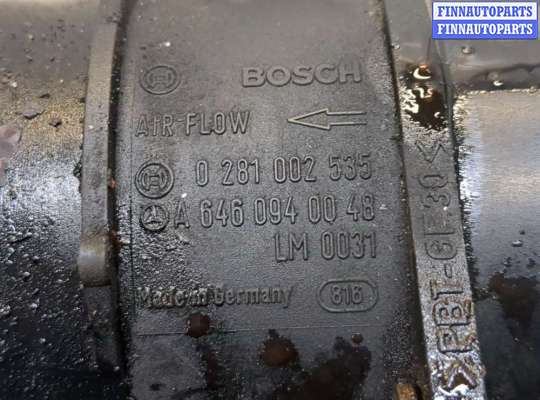 FINNAUTOPARTS
FINNAUTOPARTS
BOSCH
AIR-FLOW
0 281 002 535
A 646 094 00 48
LM 0031
Made in Germany
816
>PBT-GF30<